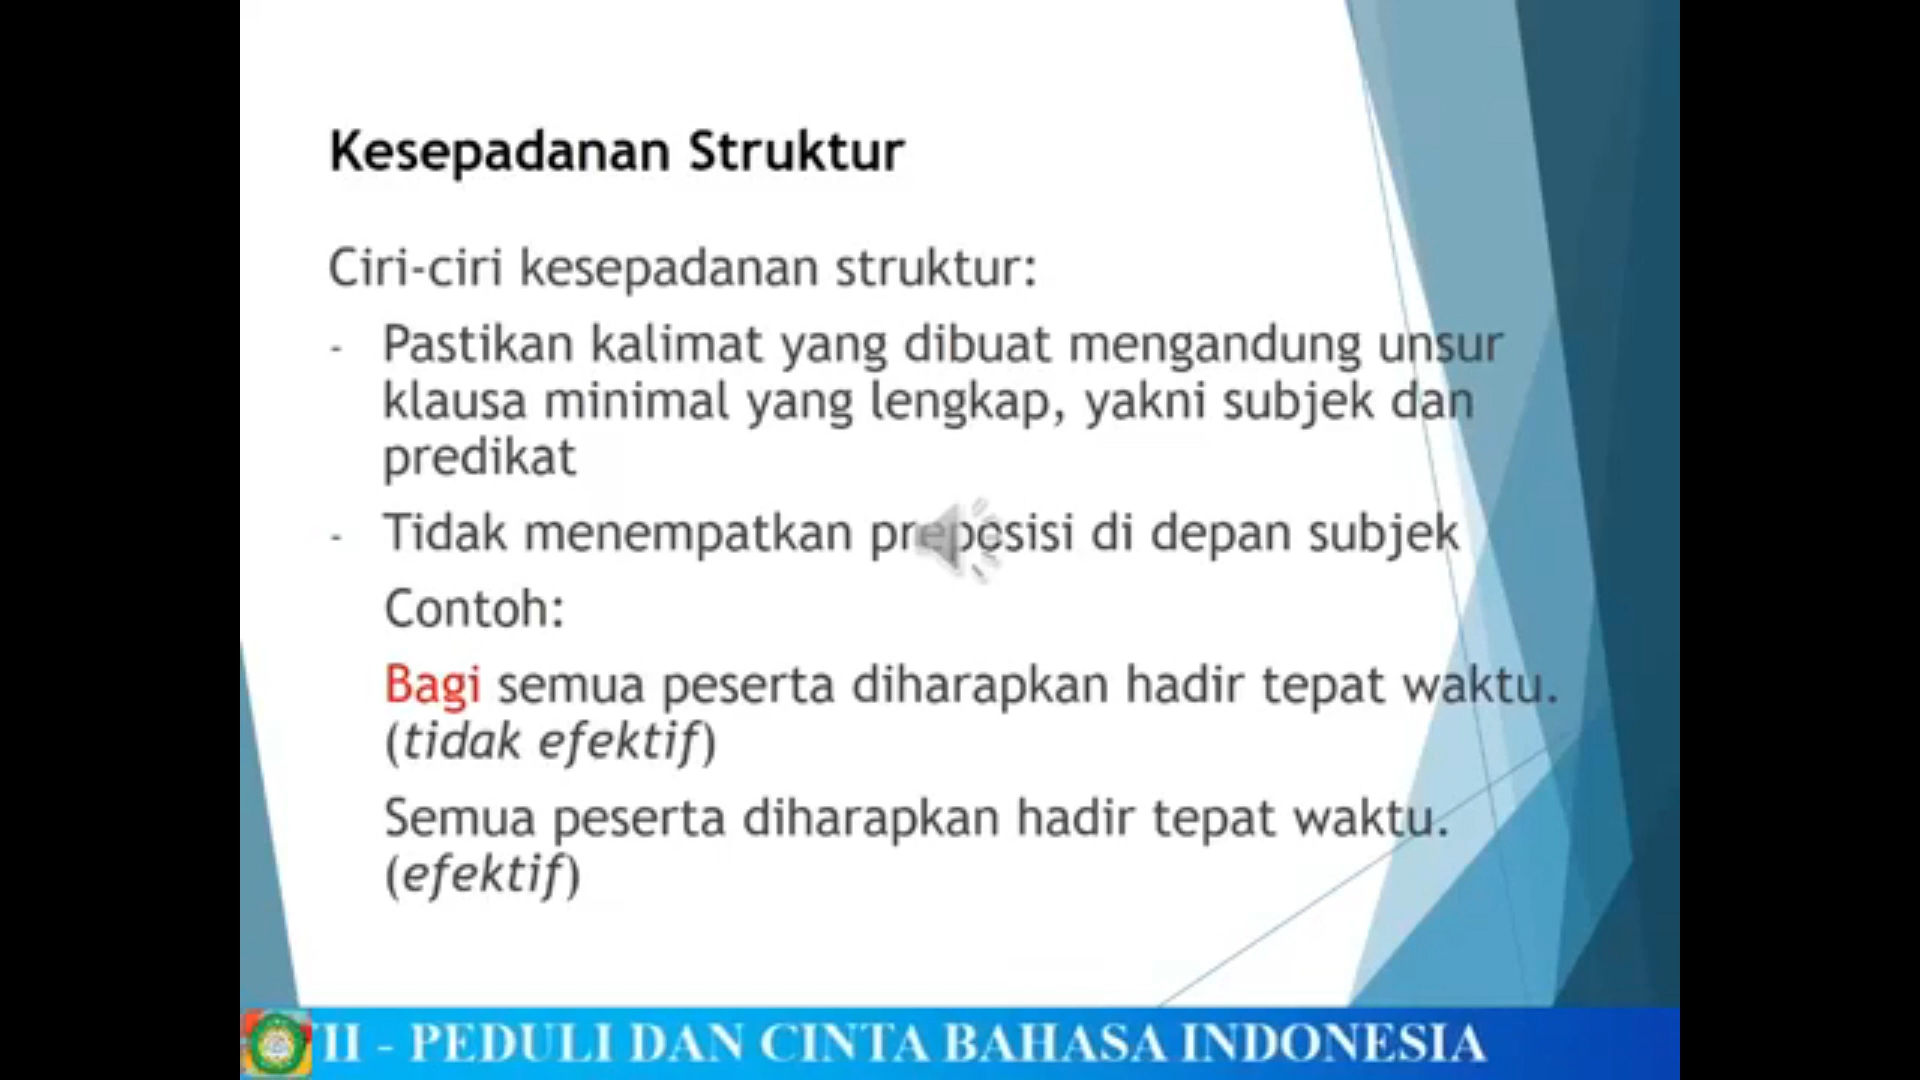 Kesepadanan Struktur
Ciri-ciri kesepadanan struktur:
- Pastikan kalimat yang dibuat mengandung unsur
klausa minimal yang lengkap, yakni subjek dan
predikat
- Tidak menempatkan preposisi di depan subjek
Contoh:
Bagi semua peserta diharapkan hadir tepat waktu.
(tidak efektif)
Semua peserta diharapkan hadir tepat waktu.
(efektif)
II - PEDULI DAN CINTA BAHASA INDONESIA